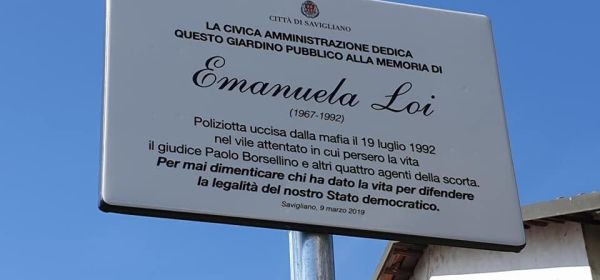 CITTÀ DI SAVIGLIANO
LA CIVICA AMMINISTRAZIONE DEDICA
QUESTO GIARDINO PUBBLICO ALLA MEMORIA DI
Emanuela Loi
(1967-1992)
Poliziotta uccisa dalla mafia il 19 luglio 1992
nel vile attentato in cui persero la vita
il giudice Paolo Borsellino e altri quattro agenti della scorta.
Per mai dimenticare chi ha dato la vita per difendere
la legalità del nostro Stato democratico.
Savigliano, 9 marzo 2019